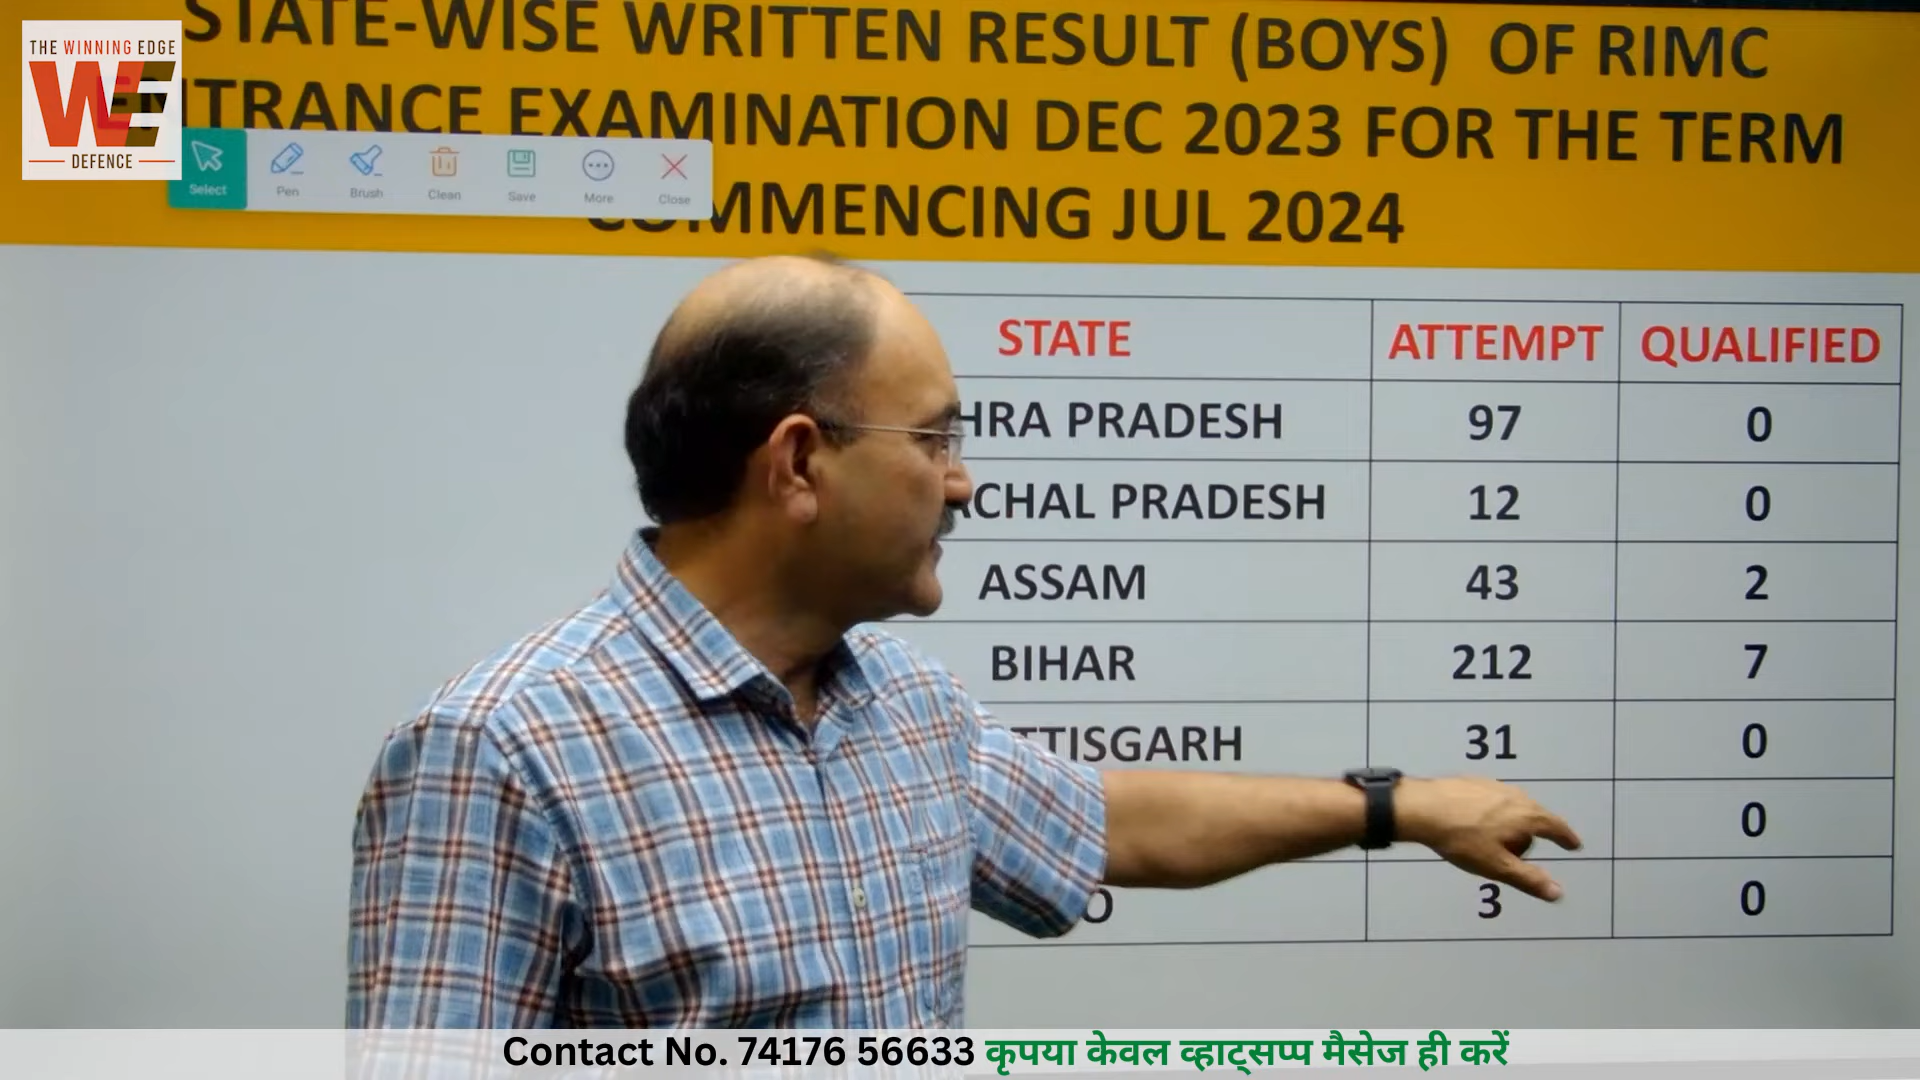 THE WINNING EDGE
WE
DEFENCE
STATE-WISE WRITTEN RESULT (BOYS) OF RIMC
ENTRANCE EXAMINATION DEC 2023 FOR THE TERM
COMMENCING JUL 2024
Select Pen Brush Clean Save More Close
STATE ATTEMPT QUALIFIED
HRA PRADESH 97 0
ACHAL PRADESH 12 0
ASSAM 43 2
BIHAR 212 7
TTISGARH 31 0
0
O 3 0
Contact No. 74176 56633 कृपया केवल व्हाट्सप्प मैसेज ही करें